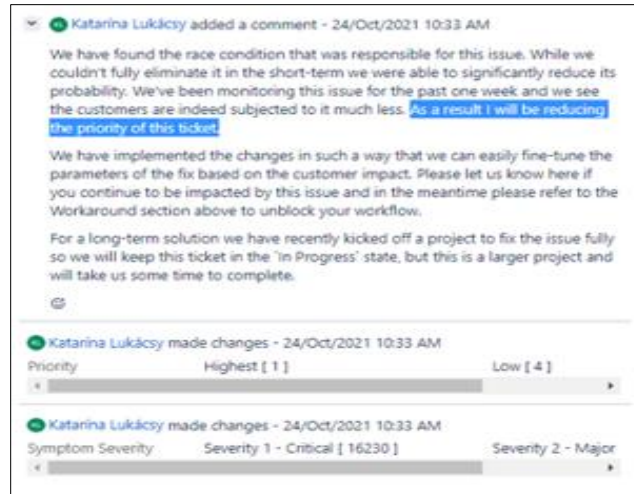 Katarina Lukácsy added a comment - 24/Oct/2021 10:33 AM
We have found the race condition that was responsible for this issue. While we
couldn't fully eliminate it in the short-term we were able to significantly reduce its
probability. We've been monitoring this issue for the past one week and we see
the customers are indeed subjected to it much less. As a result I will be reducing
the priority of this ticket.
We have implemented the changes in such a way that we can easily fine-tune the
parameters of the fix based on the customer impact. Please let us know here if
you continue to be impacted by this issue and in the meantime please refer to the
Workaround section above to unblock your workflow.
For a long-term solution we have recently kicked off a project to fix the issue fully
so we will keep this ticket in the `In Progress` state, but this is a larger project and
will take us some time to complete.
Katarina Lukácsy made changes - 24/Oct/2021 10:33 AM
Priority Highest [ 1 ] Low [ 4 ]
Katarina Lukácsy made changes - 24/Oct/2021 10:33 AM
Symptom Severity Severity 1 - Critical [ 16230 ] Severity 2 - Major